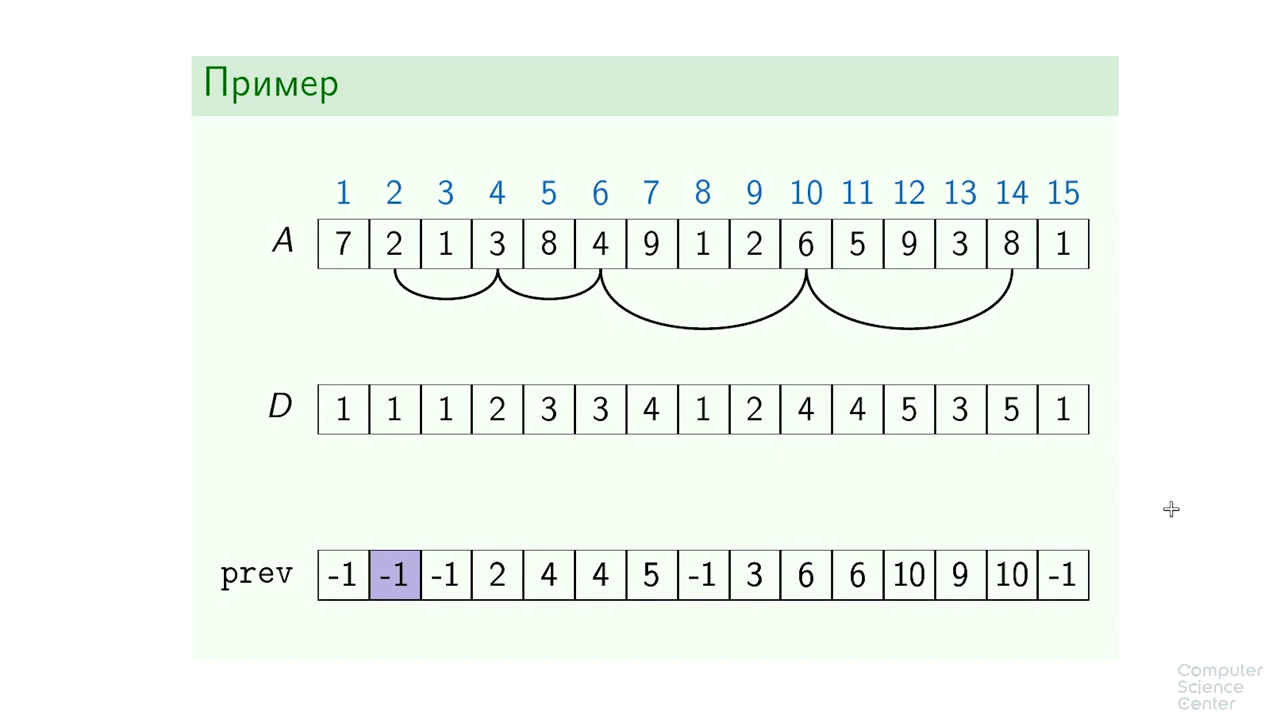 Пример
1 2 3 4 5 6 7 8 9 10 11 12 13 14 15
A 7 2 1 3 8 4 9 1 2 6 5 9 3 8 1
D 1 1 1 2 3 3 4 1 2 4 4 5 3 5 1
prev -1 -1 -1 2 4 4 5 -1 3 6 6 10 9 10 -1
Computer
Science
Center